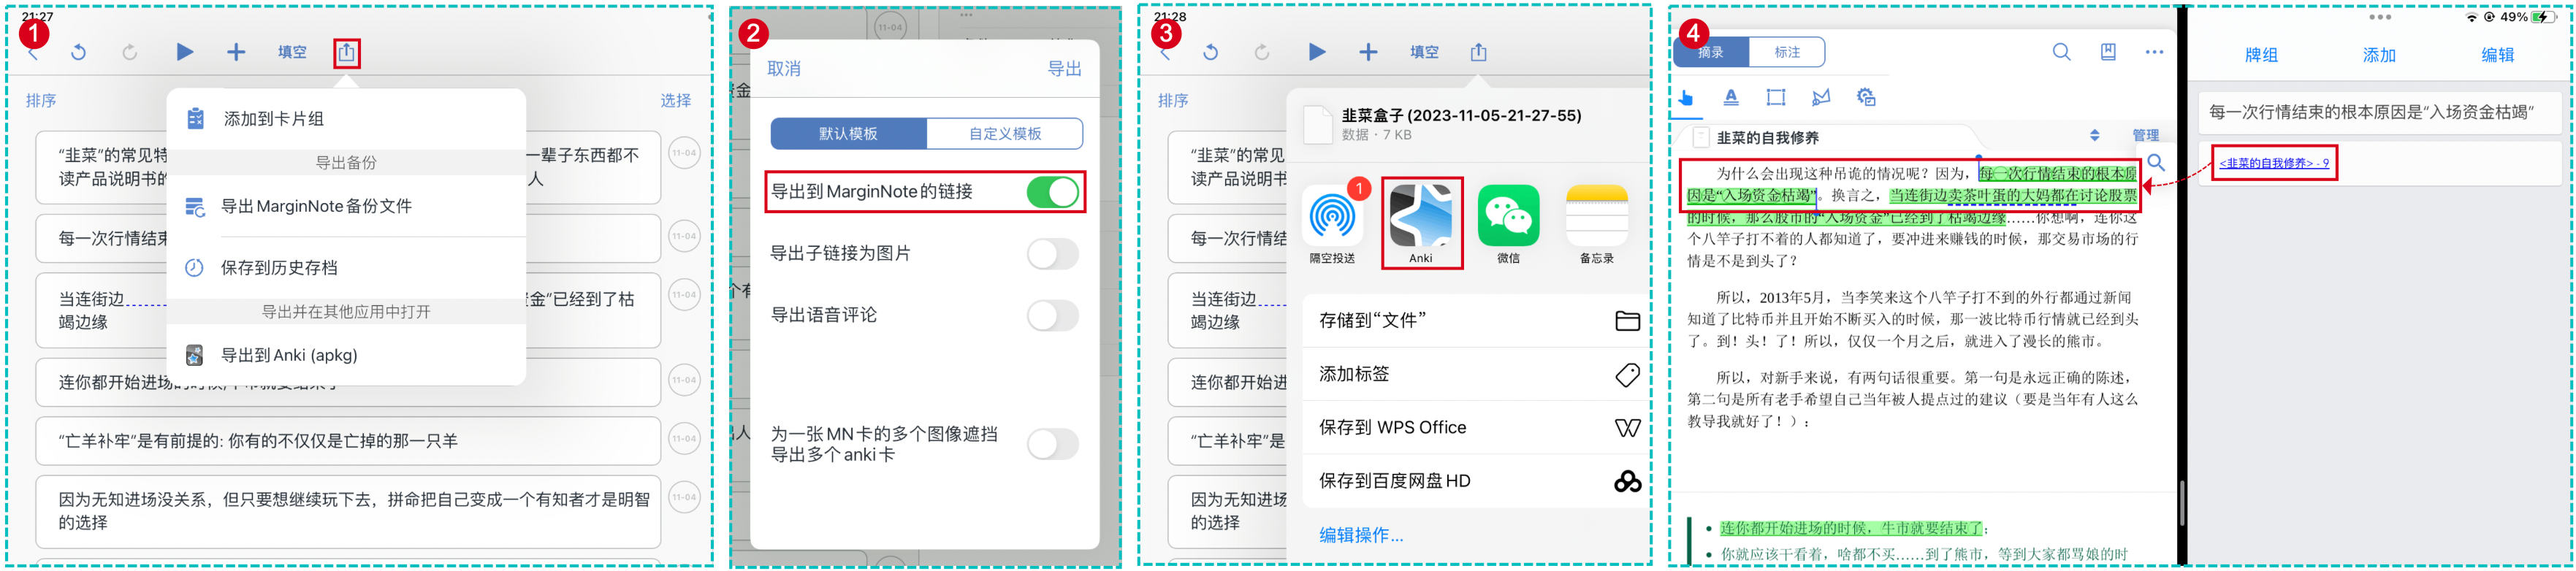 21:27
1
填空
排序
选择
添加到卡片组
导出备份
导出MarginNote备份文件
保存到历史存档
导出并在其他应用中打开
导出到Anki (apkg)
“韭菜”的常见特
一辈子东西都不
读产品说明书的
人
11-04
每一次行情结束
11-04
当连街边
金”已经到了枯
竭边缘
11-04
连你都开始进场的时候,牛市就要结束了
11-04
“亡羊补牢”是有前提的: 你有的不仅仅是亡掉的那一只羊
11-04
因为无知进场没关系，但只要想继续玩下去，拼命把自己变成一个有知者才是明智
的选择
11-04
2
11-04
取消
导出
默认模板
自定义模板
导出到MarginNote的链接
导出子链接为图片
导出语音评论
为一张MN卡的多个图像遮挡
导出多个anki卡
21:28
3
填空
排序
韭菜盒子 (2023-11-05-21-27-55)
数据 · 7 KB
1
隔空投送
Anki
微信
备忘录
存储到“文件”
添加标签
保存到 WPS Office
保存到百度网盘HD
编辑操作...
“韭菜”的常见
读产品说明书
每一次行情结
当连街边
竭边缘
连你都开始进
“亡羊补牢”是
因为无知进场
的选择
4
摘录
标注
韭菜的自我修养
管理
为什么会出现这种吊诡的情况呢？因为，每一次行情结束的根本原
因是“入场资金枯竭”。换言之，当连街边卖茶叶蛋的大妈都在讨论股票
的时候，那么股市的“入场资金”已经到了枯竭边缘……你想啊，连你这
个八竿子打不着的人都知道了，要冲进来赚钱的时候，那交易市场的行
情是不是到头了？
所以，2013年5月，当李笑来这个八竿子打不到的外行都通过新闻
知道了比特币并且开始不断买入的时候，那一波比特币行情就已经到头
了。到！头！了！所以，仅仅一个月之后，就进入了漫长的熊市。
所以，对新手来说，有两句话很重要。第一句是永远正确的陈述，
第二句是所有老手希望自己当年被人提点过的建议（要是当年有人这么
教导我就好了！）：
连你都开始进场的时候，牛市就要结束了；
你就应该干看着，啥都不买……到了熊市，等到大家都骂娘的时
49%
牌组
添加
编辑
每一次行情结束的根本原因是“入场资金枯竭”
<韭菜的自我修养> - 9